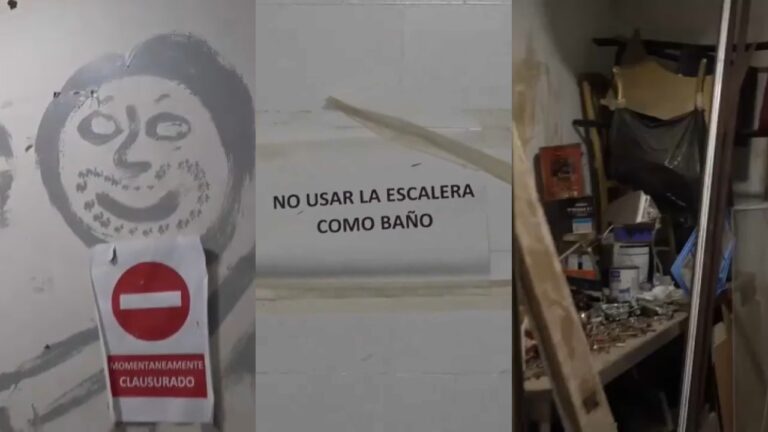 MOMENTANEAMENTE
CLAUSURADO
NO USAR LA ESCALERA
COMO BAÑO